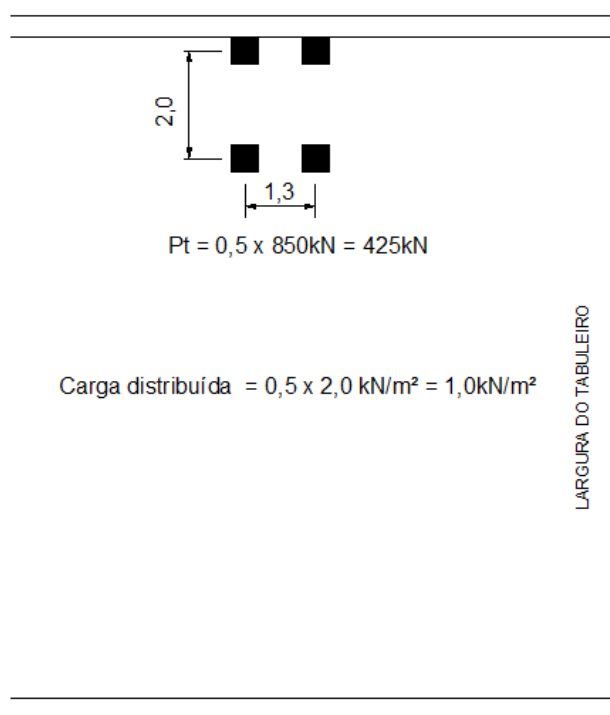 2,0
1,3
Pt = 0,5 x 850kN = 425kN
Carga distribuída = 0,5 x 2,0 kN/m² = 1,0kN/m²
LARGURA DO TABULEIRO